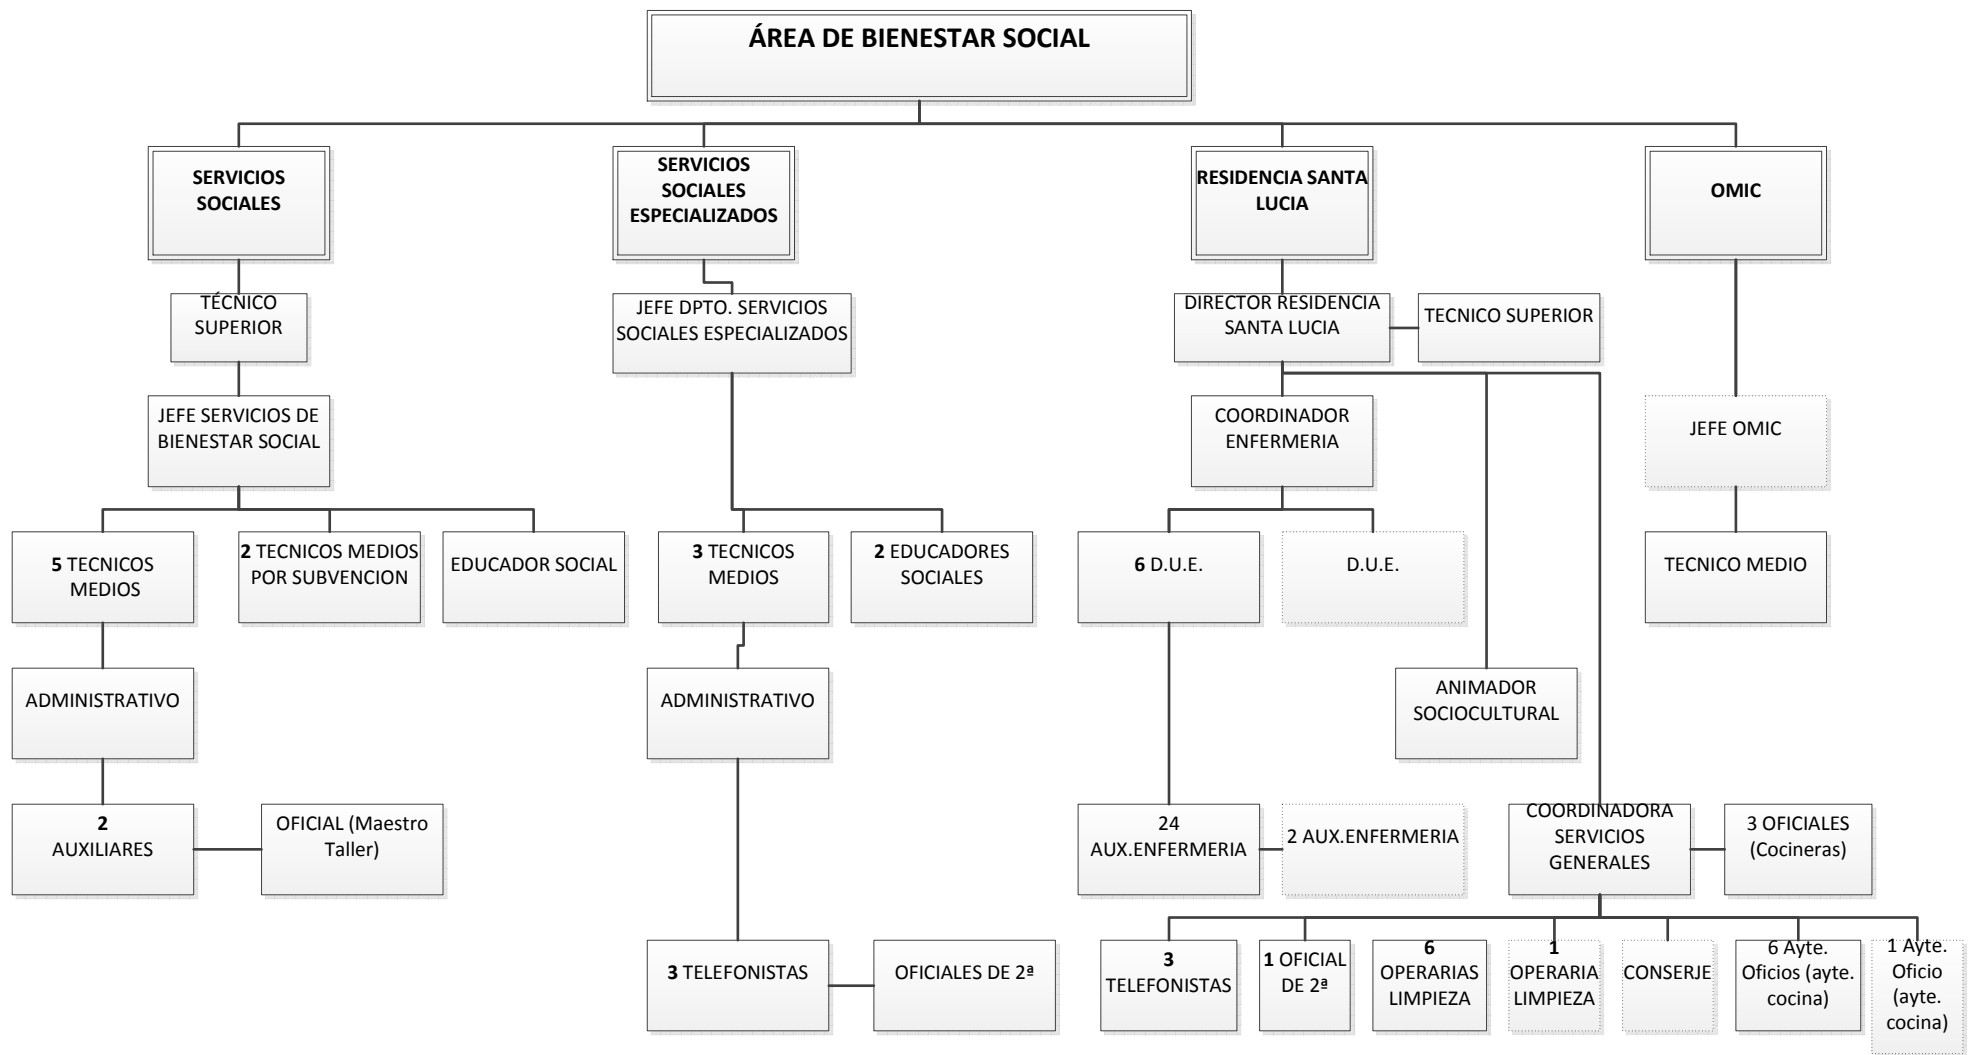 ÁREA DE BIENESTAR SOCIAL
SERVICIOS
SOCIALES
SERVICIOS
SOCIALES
ESPECIALIZADOS
RESIDENCIA SANTA
LUCIA
OMIC
TÉCNICO
SUPERIOR
JEFE DPTO. SERVICIOS
SOCIALES ESPECIALIZADOS
DIRECTOR RESIDENCIA
SANTA LUCIA
TECNICO SUPERIOR
JEFE SERVICIOS DE
BIENESTAR SOCIAL
COORDINADOR
ENFERMERIA
JEFE OMIC
5 TECNICOS
MEDIOS
2 TECNICOS MEDIOS
POR SUBVENCION
EDUCADOR SOCIAL
3 TECNICOS
MEDIOS
2 EDUCADORES
SOCIALES
6 D.U.E.
D.U.E.
TECNICO MEDIO
ADMINISTRATIVO
ADMINISTRATIVO
ANIMADOR
SOCIOCULTURAL
2
AUXILIARES
OFICIAL (Maestro
Taller)
24
AUX.ENFERMERIA
2 AUX.ENFERMERIA
COORDINADORA
SERVICIOS
GENERALES
3 OFICIALES
(Cocineras)
3 TELEFONISTAS
OFICIALES DE 2ª
3
TELEFONISTAS
1 OFICIAL
DE 2ª
6
OPERARIAS
LIMPIEZA
1
OPERARIA
LIMPIEZA
CONSERJE
6 Ayte.
Oficios (ayte.
cocina)
1 Ayte.
Oficio
(ayte.
cocina)